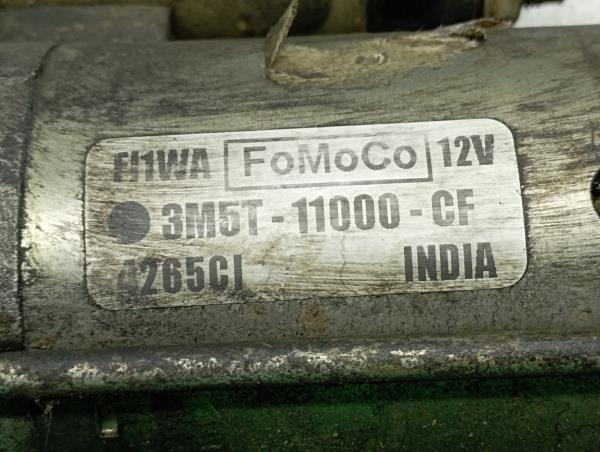 FI1WA FoMoCo 12V
3M5T-11000-CF
4265CI INDIA